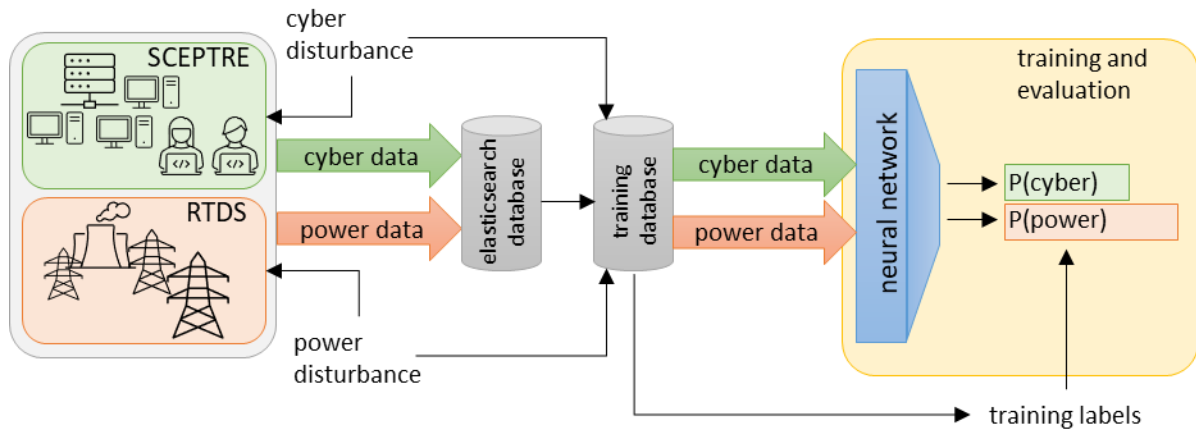 SCEPTRE
RTDS
cyber
disturbance
power
disturbance
cyber data
power data
elasticsearch
database
training
database
cyber data
power data
neural network
training and
evaluation
P(cyber)
P(power)
training labels